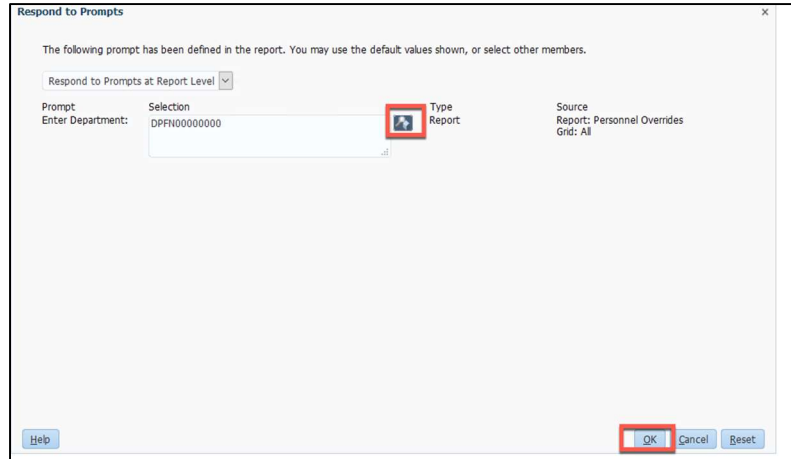 Respond to Prompts
The following prompt has been defined in the report. You may use the default values shown, or select other members.
Respond to Prompts at Report Level
Prompt Selection Type Source
Enter Department: DPFN00000000 Report Report: Personnel Overrides
Grid: All
Help OK Cancel Reset